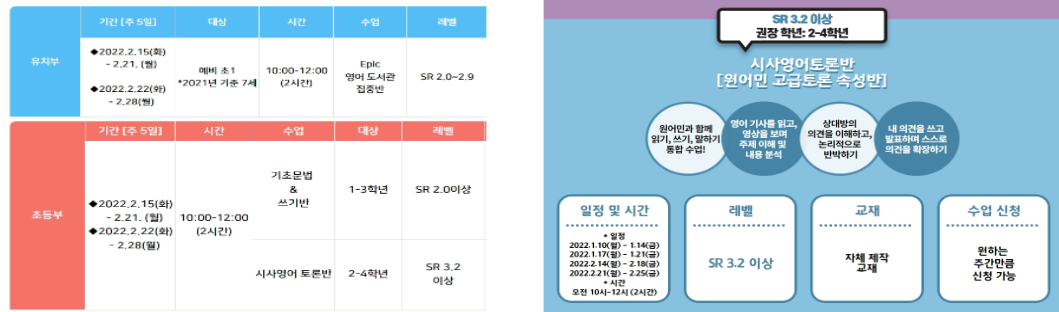 기간 [주 5일] 대상 시간 수업 레벨
유치부
◆2022.2.15(화)
- 2.21. (월)
◆2022.2.22(화)
- 2.28(월)
예비 초1
*2021년 기준 7세
10:00-12:00
(2시간)
Epic
영어 도서관
집중반
SR 2.0~2.9
기간 [주 5일] 시간 수업 대상 레벨
초등부
◆2022.2.15(화)
- 2.21. (월)
◆2022.2.22(화)
- 2.28(월)
10:00-12:00
(2시간)
기초문법
&
쓰기반
1-3학년
SR 2.0이상
시사영어 토론반
2-4학년
SR 3.2
이상
SR 3.2 이상
권장 학년: 2-4학년
시사영어토론반
[원어민 고급토론 속성반]
원어민과 함께
읽기, 쓰기, 말하기
통합 수업!
영어 기사를 읽고,
영상을 보며
주제 이해 및
내용 분석
상대방의
의견을 이해하고,
논리적으로
반박하기
내 의견을 쓰고
발표하며 스스로
의견을 확장하기
일정 및 시간
• 일정
2022.1.10(월) - 1.14(금)
2022.1.17(월) - 1.21(금)
2022.2.14(월) - 2.18(금)
2022.2.21(월) - 2.25(금)
• 시간
오전 10시~12시 (2시간)
레벨
SR 3.2 이상
교재
자체 제작
교재
수업 신청
원하는
주간만큼
신청 가능